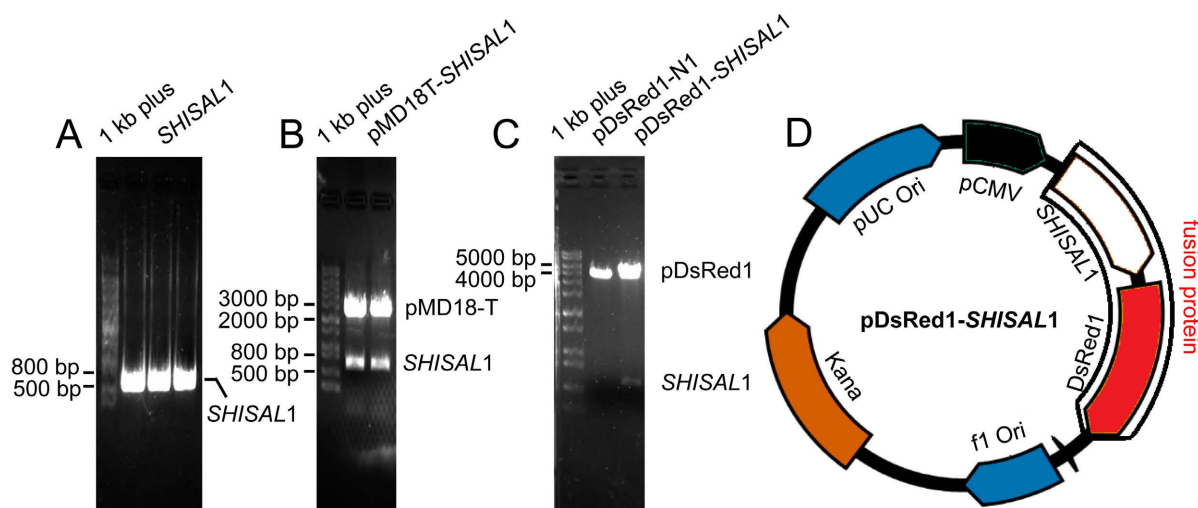 A
1 kb plus
SHISAL1
800 bp
500 bp
SHISAL1
B
1 kb plus
pMD18T-SHISAL1
3000 bp
2000 bp
800 bp
500 bp
pMD18-T
SHISAL1
C
1 kb plus
pDsRed1-N1
pDsRed1-SHISAL1
5000 bp
4000 bp
pDsRed1
SHISAL1
D
pUC Ori
pCMV
SHISAL1
DsRed1
fusion protein
pDsRed1-SHISAL1
Kana
f1 Ori